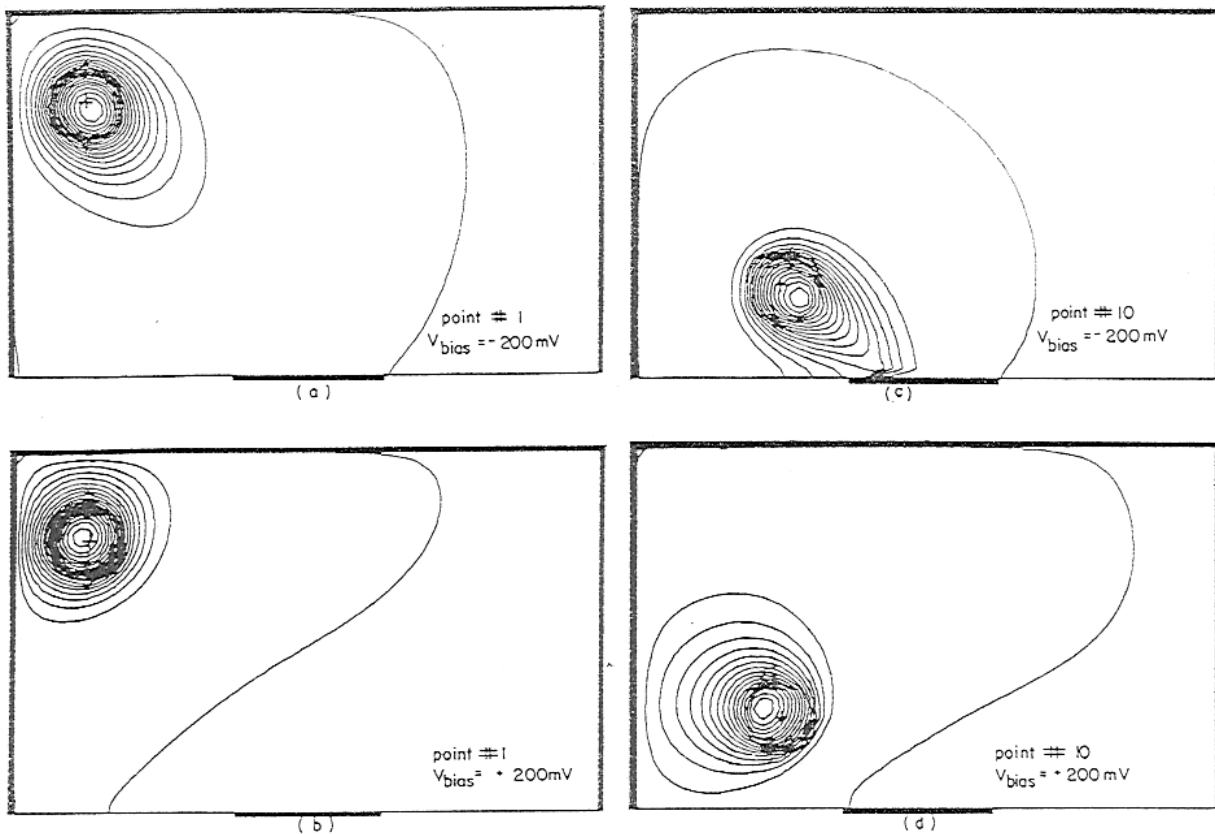 point # 1
V_bias = - 200 mV
(a)
point # 10
V_bias = - 200 mV
(c)
point # 1
V_bias = + 200 mV
(b)
point # 10
V_bias = + 200 mV
(d)